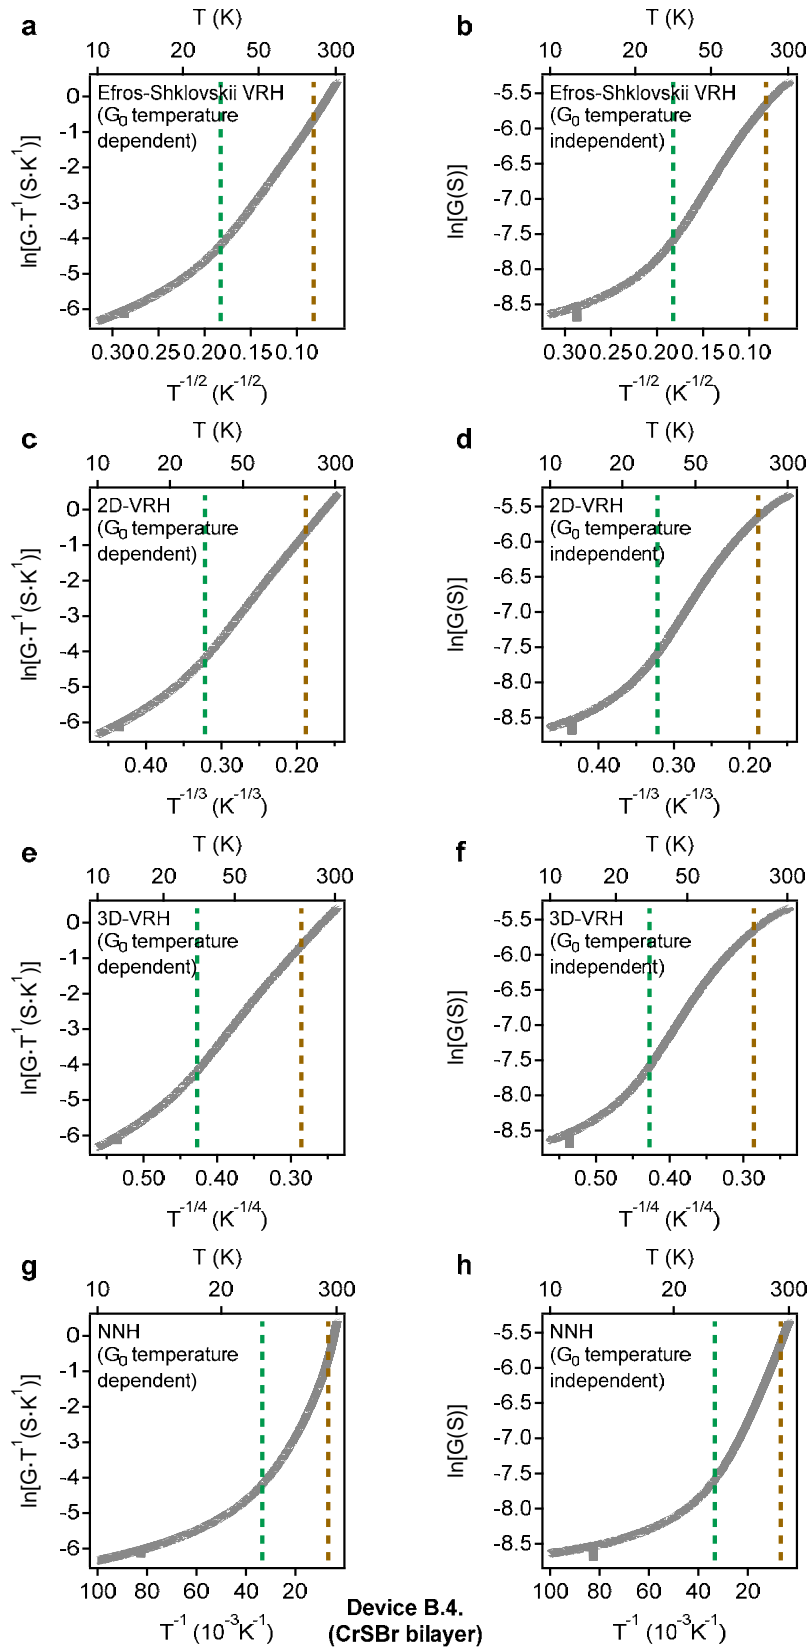 a
T (K)
10 20 50 300
0
-1
-2
-3
-4
-5
-6
ln[G·T¹(S·K¹)]
Efros-Shklovskii VRH
(G₀ temperature
dependent)
0.30 0.25 0.20 0.15 0.10
T⁻¹/² (K⁻¹/²)
b
T (K)
10 20 50 300
-5.5
-6.0
-6.5
-7.0
-7.5
-8.0
-8.5
ln[G(S)]
Efros-Shklovskii VRH
(G₀ temperature
independent)
0.30 0.25 0.20 0.15 0.10
T⁻¹/² (K⁻¹/²)
c
T (K)
10 20 50 300
0
-1
-2
-3
-4
-5
-6
ln[G·T¹(S·K¹)]
2D-VRH
(G₀ temperature
dependent)
0.40 0.30 0.20
T⁻¹/³ (K⁻¹/³)
d
T (K)
10 20 50 300
-5.5
-6.0
-6.5
-7.0
-7.5
-8.0
-8.5
ln[G(S)]
2D-VRH
(G₀ temperature
independent)
0.40 0.30 0.20
T⁻¹/³ (K⁻¹/³)
e
T (K)
10 20 50 300
0
-1
-2
-3
-4
-5
-6
ln[G·T¹(S·K¹)]
3D-VRH
(G₀ temperature
dependent)
0.50 0.40 0.30
T⁻¹/⁴ (K⁻¹/⁴)
f
T (K)
10 20 50 300
-5.5
-6.0
-6.5
-7.0
-7.5
-8.0
-8.5
ln[G(S)]
3D-VRH
(G₀ temperature
independent)
0.50 0.40 0.30
T⁻¹/⁴ (K⁻¹/⁴)
g
T (K)
10 20 300
0
-1
-2
-3
-4
-5
-6
ln[G·T¹(S·K¹)]
NNH
(G₀ temperature
dependent)
100 80 60 40 20
T⁻¹ (10⁻³K⁻¹)
h
T (K)
10 20 300
-5.5
-6.0
-6.5
-7.0
-7.5
-8.0
-8.5
ln[G(S)]
NNH
(G₀ temperature
independent)
100 80 60 40 20
T⁻¹ (10⁻³K⁻¹)
Device B.4.
(CrSBr bilayer)